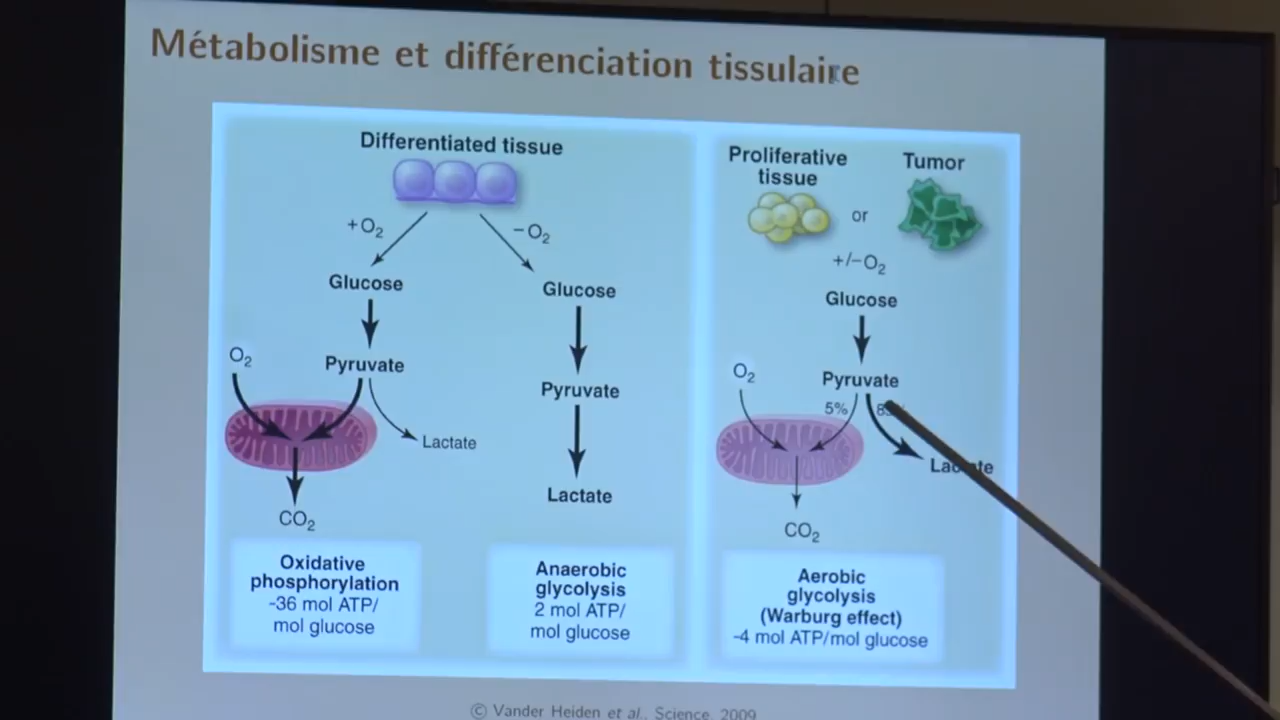 Métabolisme et différenciation tissulaire
Differentiated tissue
+O₂
−O₂
Glucose
Glucose
O₂
Pyruvate
Pyruvate
Lactate
Lactate
CO₂
Oxidative
phosphorylation
~36 mol ATP/
mol glucose
Anaerobic
glycolysis
2 mol ATP/
mol glucose
Proliferative
tissue
or
Tumor
+/−O₂
Glucose
O₂
Pyruvate
5%
Lactate
CO₂
Aerobic
glycolysis
(Warburg effect)
~4 mol ATP/mol glucose
© Vander Heiden et al., Science, 2009